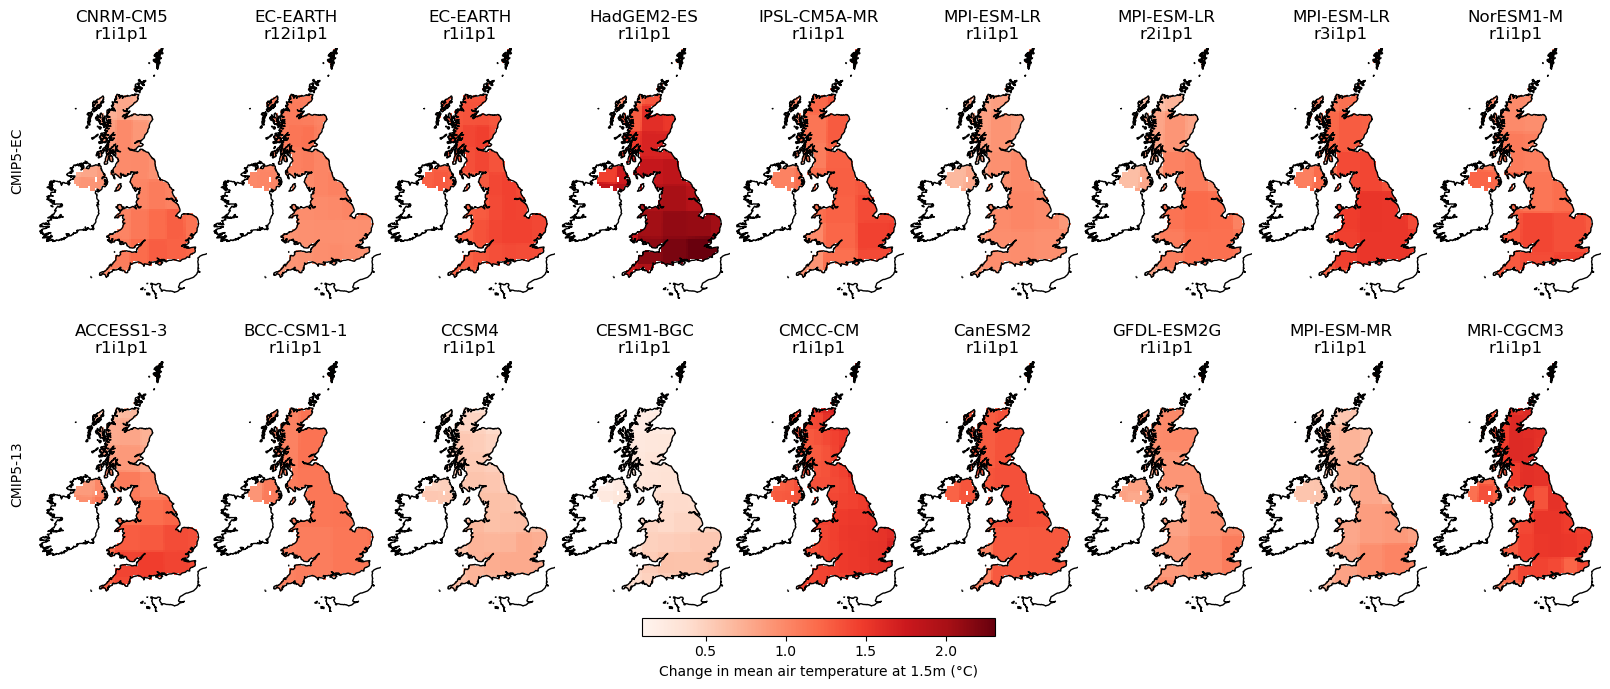 CNRM-CM5
r1i1p1
EC-EARTH
r12i1p1
EC-EARTH
r1i1p1
HadGEM2-ES
r1i1p1
IPSL-CM5A-MR
r1i1p1
MPI-ESM-LR
r1i1p1
MPI-ESM-LR
r2i1p1
MPI-ESM-LR
r3i1p1
NorESM1-M
r1i1p1
CMIP5-EC
ACCESS1-3
r1i1p1
BCC-CSM1-1
r1i1p1
CCSM4
r1i1p1
CESM1-BGC
r1i1p1
CMCC-CM
r1i1p1
CanESM2
r1i1p1
GFDL-ESM2G
r1i1p1
MPI-ESM-MR
r1i1p1
MRI-CGCM3
r1i1p1
CMIP5-13
0.5 1.0 1.5 2.0
Change in mean air temperature at 1.5m (°C)